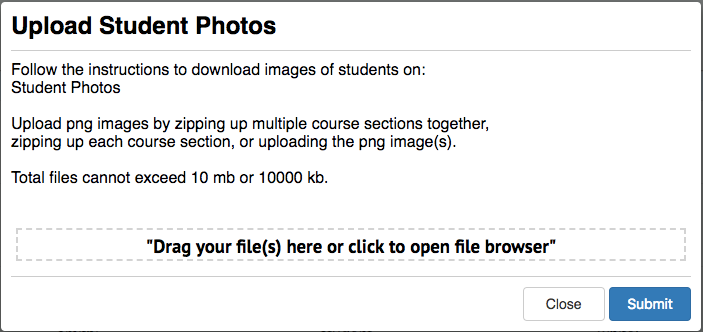 Upload Student Photos
Follow the instructions to download images of students on:
Student Photos
Upload png images by zipping up multiple course sections together,
zipping up each course section, or uploading the png image(s).
Total files cannot exceed 10 mb or 10000 kb.
"Drag your file(s) here or click to open file browser"
Close
Submit